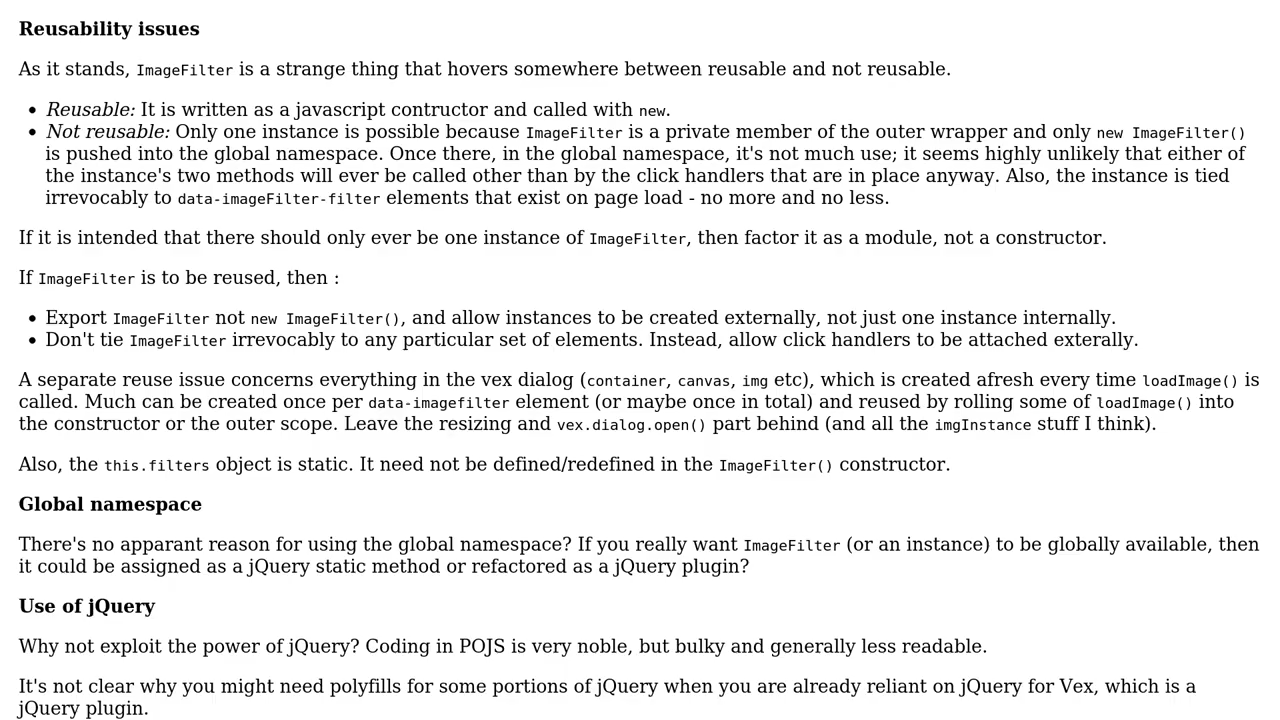 Reusability issues
As it stands, ImageFilter is a strange thing that hovers somewhere between reusable and not reusable.
• Reusable: It is written as a javascript contructor and called with new.
• Not reusable: Only one instance is possible because ImageFilter is a private member of the outer wrapper and only new ImageFilter()
is pushed into the global namespace. Once there, in the global namespace, it's not much use; it seems highly unlikely that either of
the instance's two methods will ever be called other than by the click handlers that are in place anyway. Also, the instance is tied
irrevocably to data-imageFilter-filter elements that exist on page load - no more and no less.
If it is intended that there should only ever be one instance of ImageFilter, then factor it as a module, not a constructor.
If ImageFilter is to be reused, then :
• Export ImageFilter not new ImageFilter(), and allow instances to be created externally, not just one instance internally.
• Don't tie ImageFilter irrevocably to any particular set of elements. Instead, allow click handlers to be attached exterally.
A separate reuse issue concerns everything in the vex dialog (container, canvas, img etc), which is created afresh every time loadImage() is
called. Much can be created once per data-imagefilter element (or maybe once in total) and reused by rolling some of loadImage() into
the constructor or the outer scope. Leave the resizing and vex.dialog.open() part behind (and all the imgInstance stuff I think).
Also, the this.filters object is static. It need not be defined/redefined in the ImageFilter() constructor.
Global namespace
There's no apparant reason for using the global namespace? If you really want ImageFilter (or an instance) to be globally available, then
it could be assigned as a jQuery static method or refactored as a jQuery plugin?
Use of jQuery
Why not exploit the power of jQuery? Coding in POJS is very noble, but bulky and generally less readable.
It's not clear why you might need polyfills for some portions of jQuery when you are already reliant on jQuery for Vex, which is a
jQuery plugin.